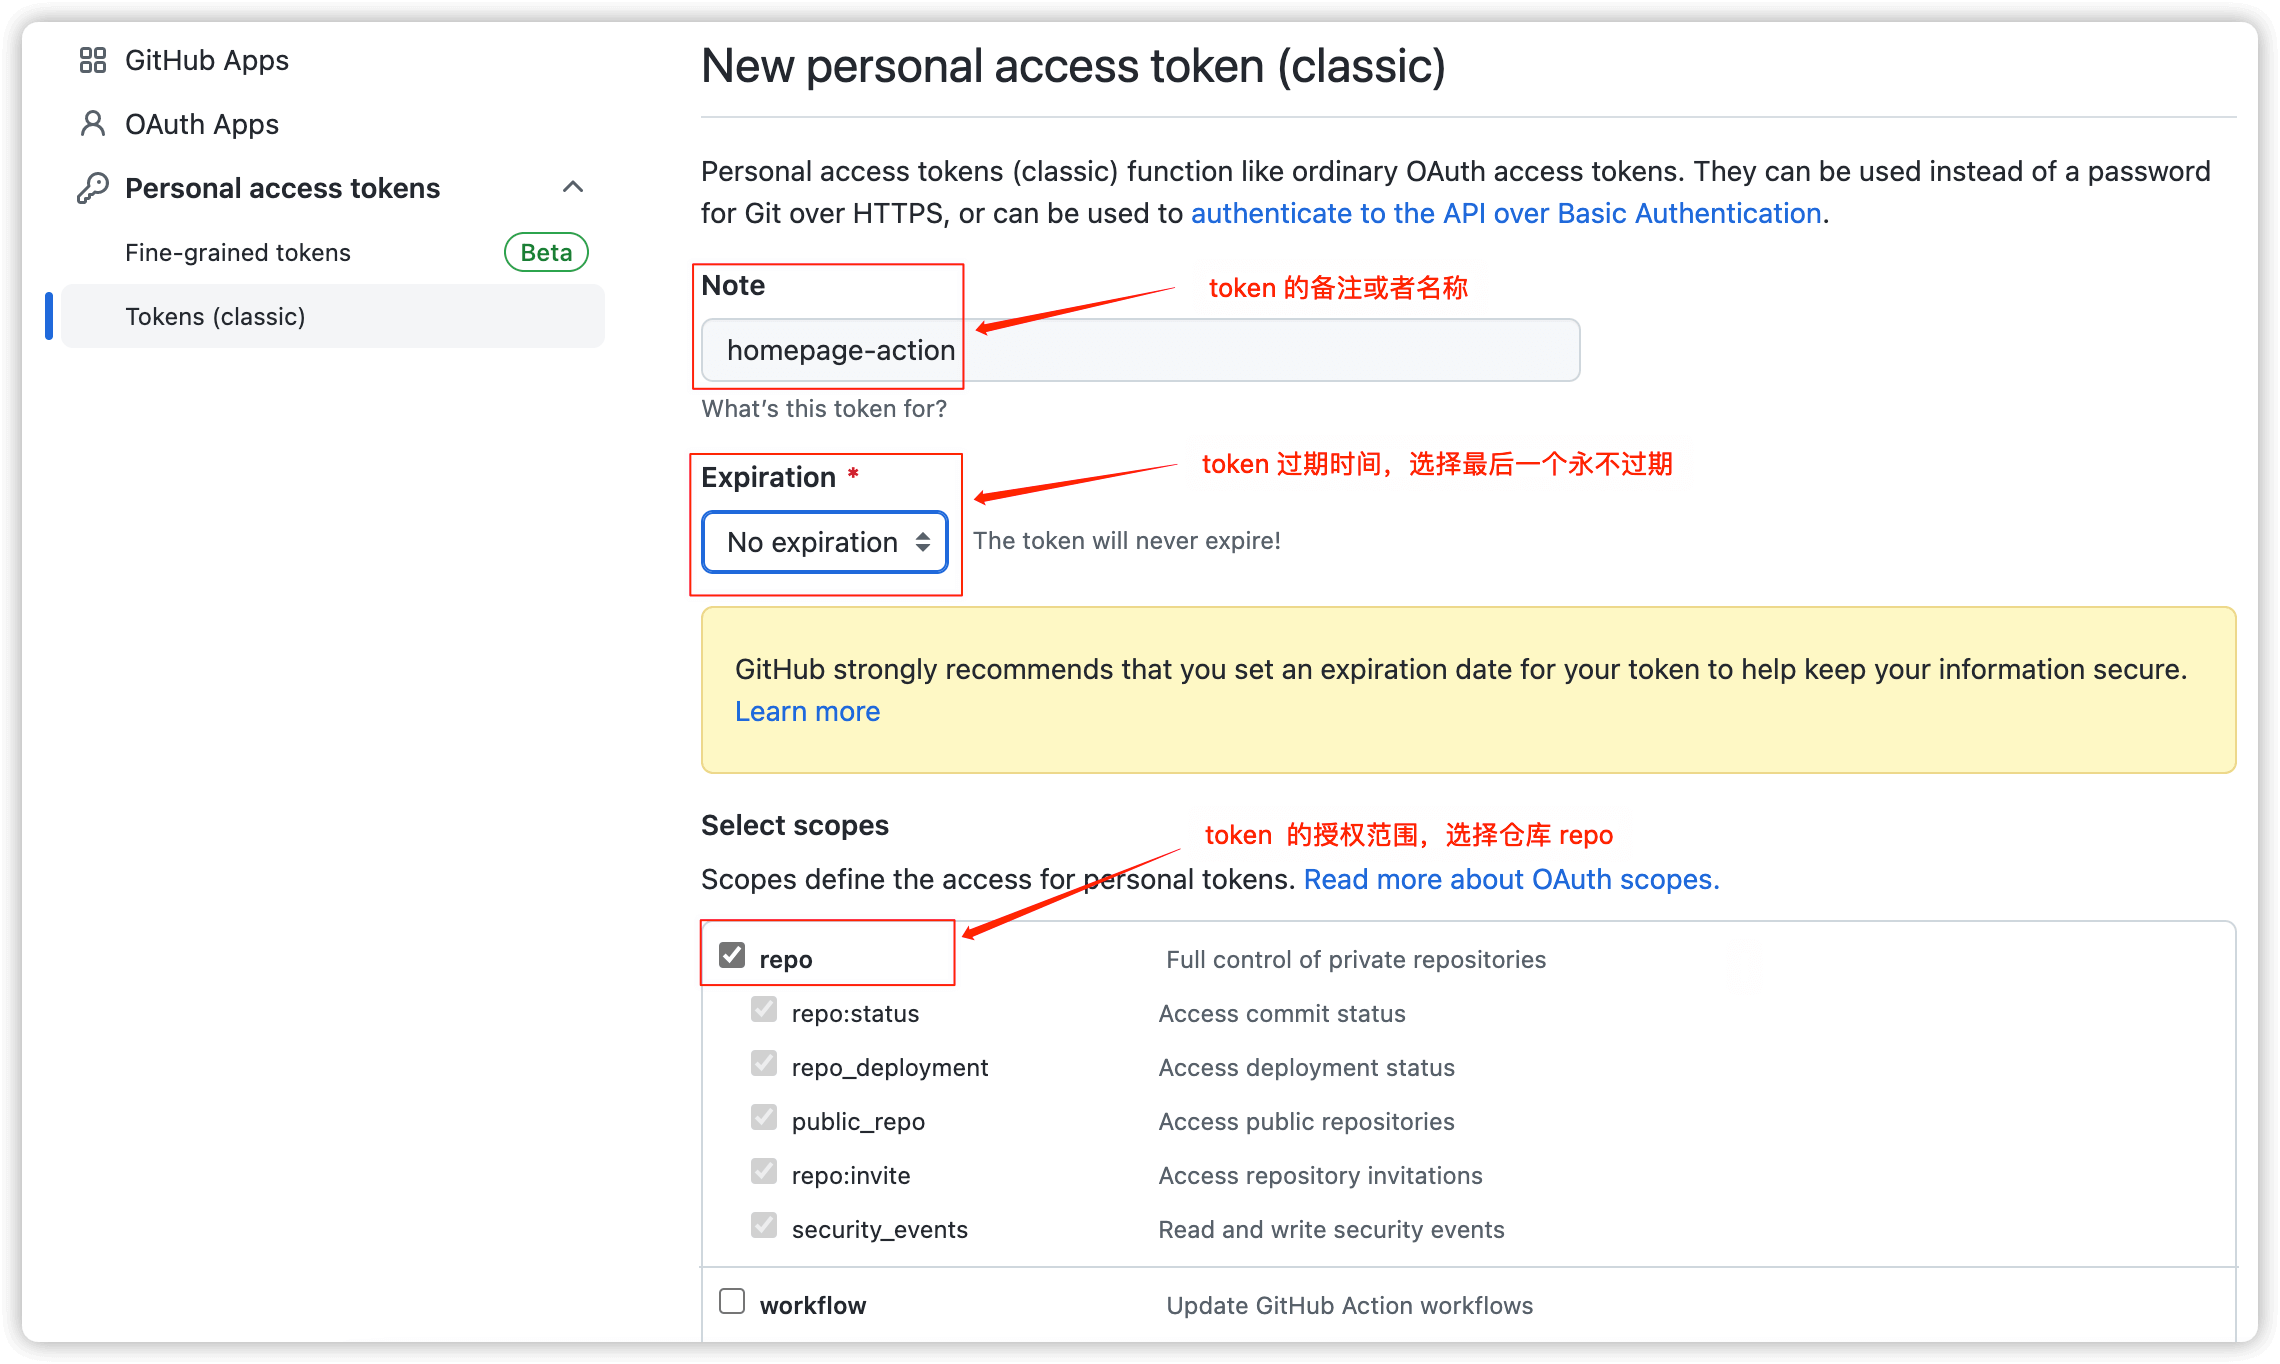 GitHub Apps
OAuth Apps
Personal access tokens
Fine-grained tokens Beta
Tokens (classic)
New personal access token (classic)
Personal access tokens (classic) function like ordinary OAuth access tokens. They can be used instead of a password
for Git over HTTPS, or can be used to authenticate to the API over Basic Authentication.
Note
token 的备注或者名称
homepage-action
What's this token for?
Expiration *
token 过期时间，选择最后一个永不过期
No expiration
The token will never expire!
GitHub strongly recommends that you set an expiration date for your token to help keep your information secure.
Learn more
Select scopes
token 的授权范围，选择仓库 repo
Scopes define the access for personal tokens. Read more about OAuth scopes.
repo Full control of private repositories
repo:status Access commit status
repo_deployment Access deployment status
public_repo Access public repositories
repo:invite Access repository invitations
security_events Read and write security events
workflow Update GitHub Action workflows